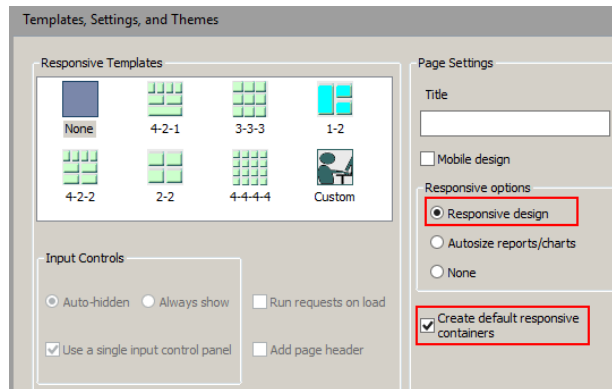 Templates, Settings, and Themes
Responsive Templates
None
4-2-1
3-3-3
1-2
4-2-2
2-2
4-4-4-4
Custom
Input Controls
Auto-hidden
Always show
Use a single input control panel
Run requests on load
Add page header
Page Settings
Title
Mobile design
Responsive options
Responsive design
Autosize reports/charts
None
Create default responsive
containers